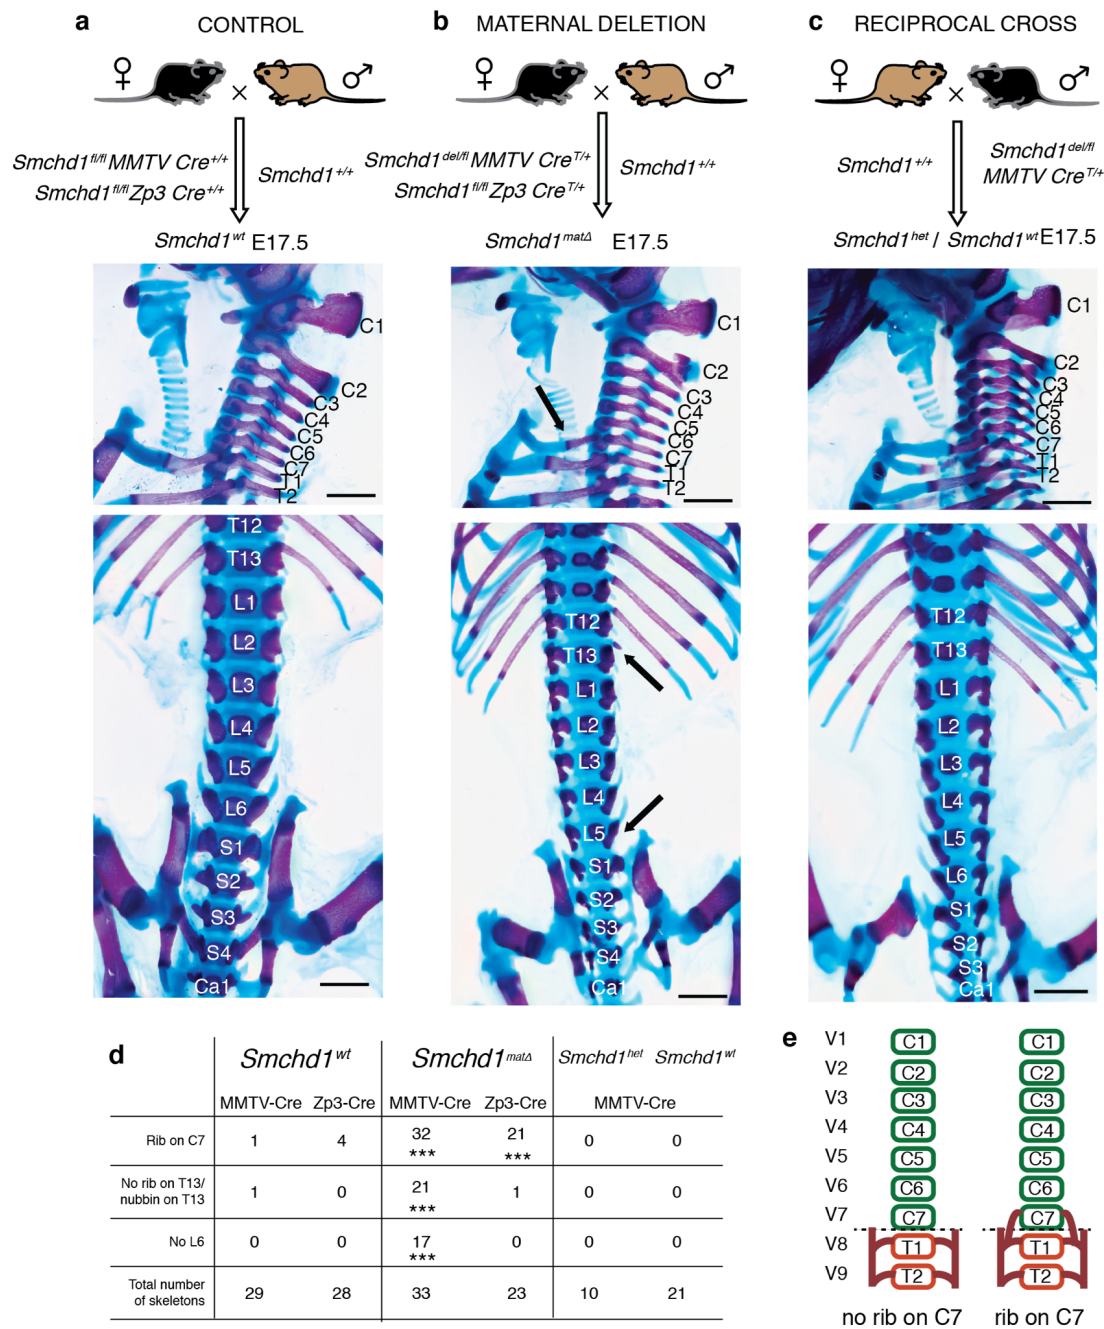 a CONTROL
♀ × ♂
Smchd1fl/fl MMTV Cre+/+
Smchd1fl/fl Zp3 Cre+/+
Smchd1+/+
Smchd1wt E17.5
C1
C2
C3
C4
C5
C6
C7
T1
T2
T12
T13
L1
L2
L3
L4
L5
L6
S1
S2
S3
S4
Ca1
b MATERNAL DELETION
♀ × ♂
Smchd1del/fl MMTV CreT/+
Smchd1fl/fl Zp3 CreT/+
Smchd1+/+
Smchd1matΔ E17.5
C1
C2
C3
C4
C5
C6
C7
T1
T2
T12
T13
L1
L2
L3
L4
L5
S1
S2
S3
S4
Ca1
c RECIPROCAL CROSS
♀ × ♂
Smchd1+/+
Smchd1del/fl
MMTV CreT/+
Smchd1het / Smchd1wt E17.5
C1
C2
C3
C4
C5
C6
C7
T1
T2
T12
T13
L1
L2
L3
L4
L5
L6
S1
S2
S3
Ca1
d Smchd1wt Smchd1matΔ Smchd1het Smchd1wt
MMTV-Cre Zp3-Cre MMTV-Cre Zp3-Cre MMTV-Cre
Rib on C7 1 4 32 21 0 0
*** ***
No rib on T13/
nubbin on T13 1 0 21 1 0 0
***
No L6 0 0 17 0 0 0
***
Total number
of skeletons 29 28 33 23 10 21
e
V1 C1 C1
V2 C2 C2
V3 C3 C3
V4 C4 C4
V5 C5 C5
V6 C6 C6
V7 C7 C7
V8 T1 T1
V9 T2 T2
no rib on C7 rib on C7